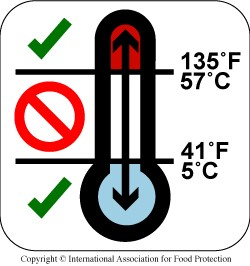 135°F
57°C
41°F
5°C
Copyright © International Association for Food Protection